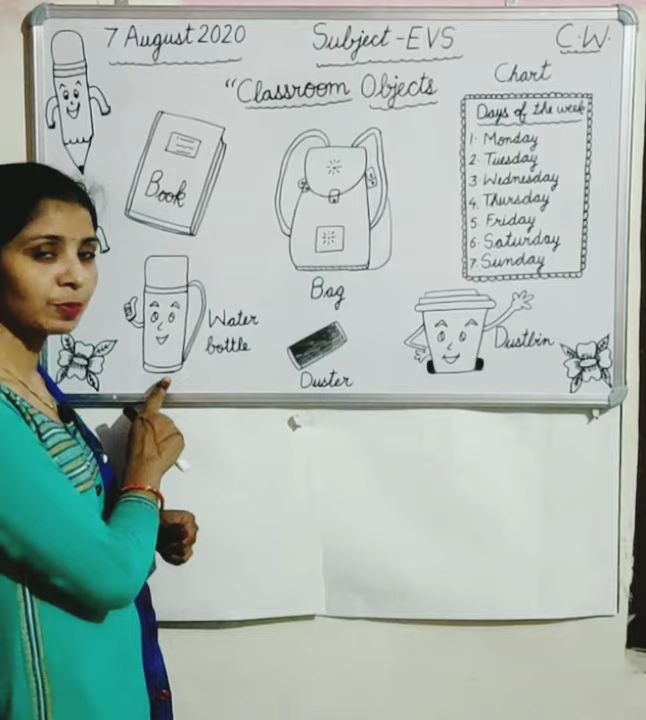 7 August 2020
Subject - EVS
C.W.
"Classroom Objects
Chart
Days of the week
1. Monday
2. Tuesday
3 Wednesday
4. Thursday
5. Friday
6. Saturday
7. Sunday
Book
Bag
Water
bottle
Duster
Dustbin